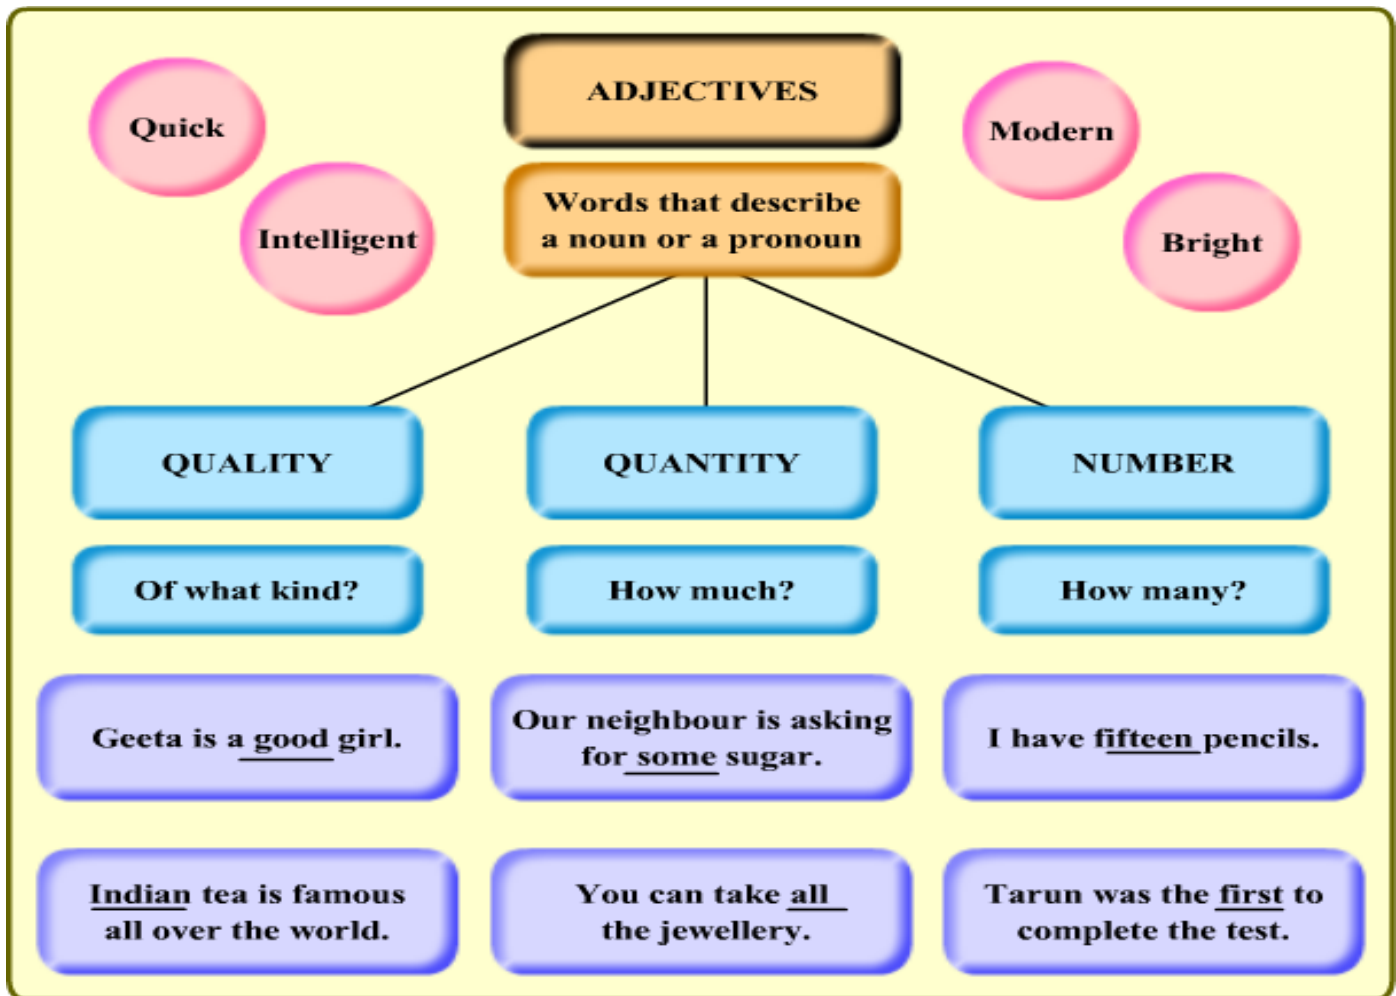 ADJECTIVES
Quick
Modern
Intelligent
Words that describe
a noun or a pronoun
Bright
QUALITY
QUANTITY
NUMBER
Of what kind?
How much?
How many?
Geeta is a good girl.
Our neighbour is asking
for some sugar.
I have fifteen pencils.
Indian tea is famous
all over the world.
You can take all
the jewellery.
Tarun was the first to
complete the test.